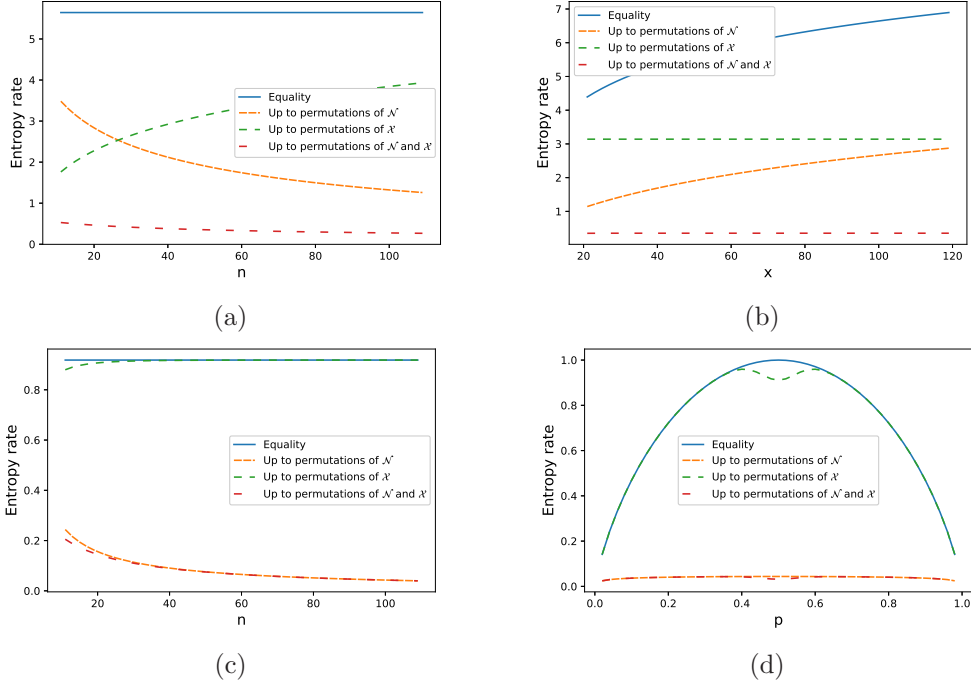 Entropy rate
5
4
3
2
1
0
20
40
60
80
100
n
Equality
Up to permutations of 𝒩
Up to permutations of 𝒳
Up to permutations of 𝒩 and 𝒳
(a)
Entropy rate
7
6
5
4
3
2
1
20
40
60
80
100
120
x
Equality
Up to permutations of 𝒩
Up to permutations of 𝒳
Up to permutations of 𝒩 and 𝒳
(b)
Entropy rate
0.8
0.6
0.4
0.2
0.0
20
40
60
80
100
n
Equality
Up to permutations of 𝒩
Up to permutations of 𝒳
Up to permutations of 𝒩 and 𝒳
(c)
Entropy rate
1.0
0.8
0.6
0.4
0.2
0.0
0.0
0.2
0.4
0.6
0.8
1.0
p
Equality
Up to permutations of 𝒩
Up to permutations of 𝒳
Up to permutations of 𝒩 and 𝒳
(d)